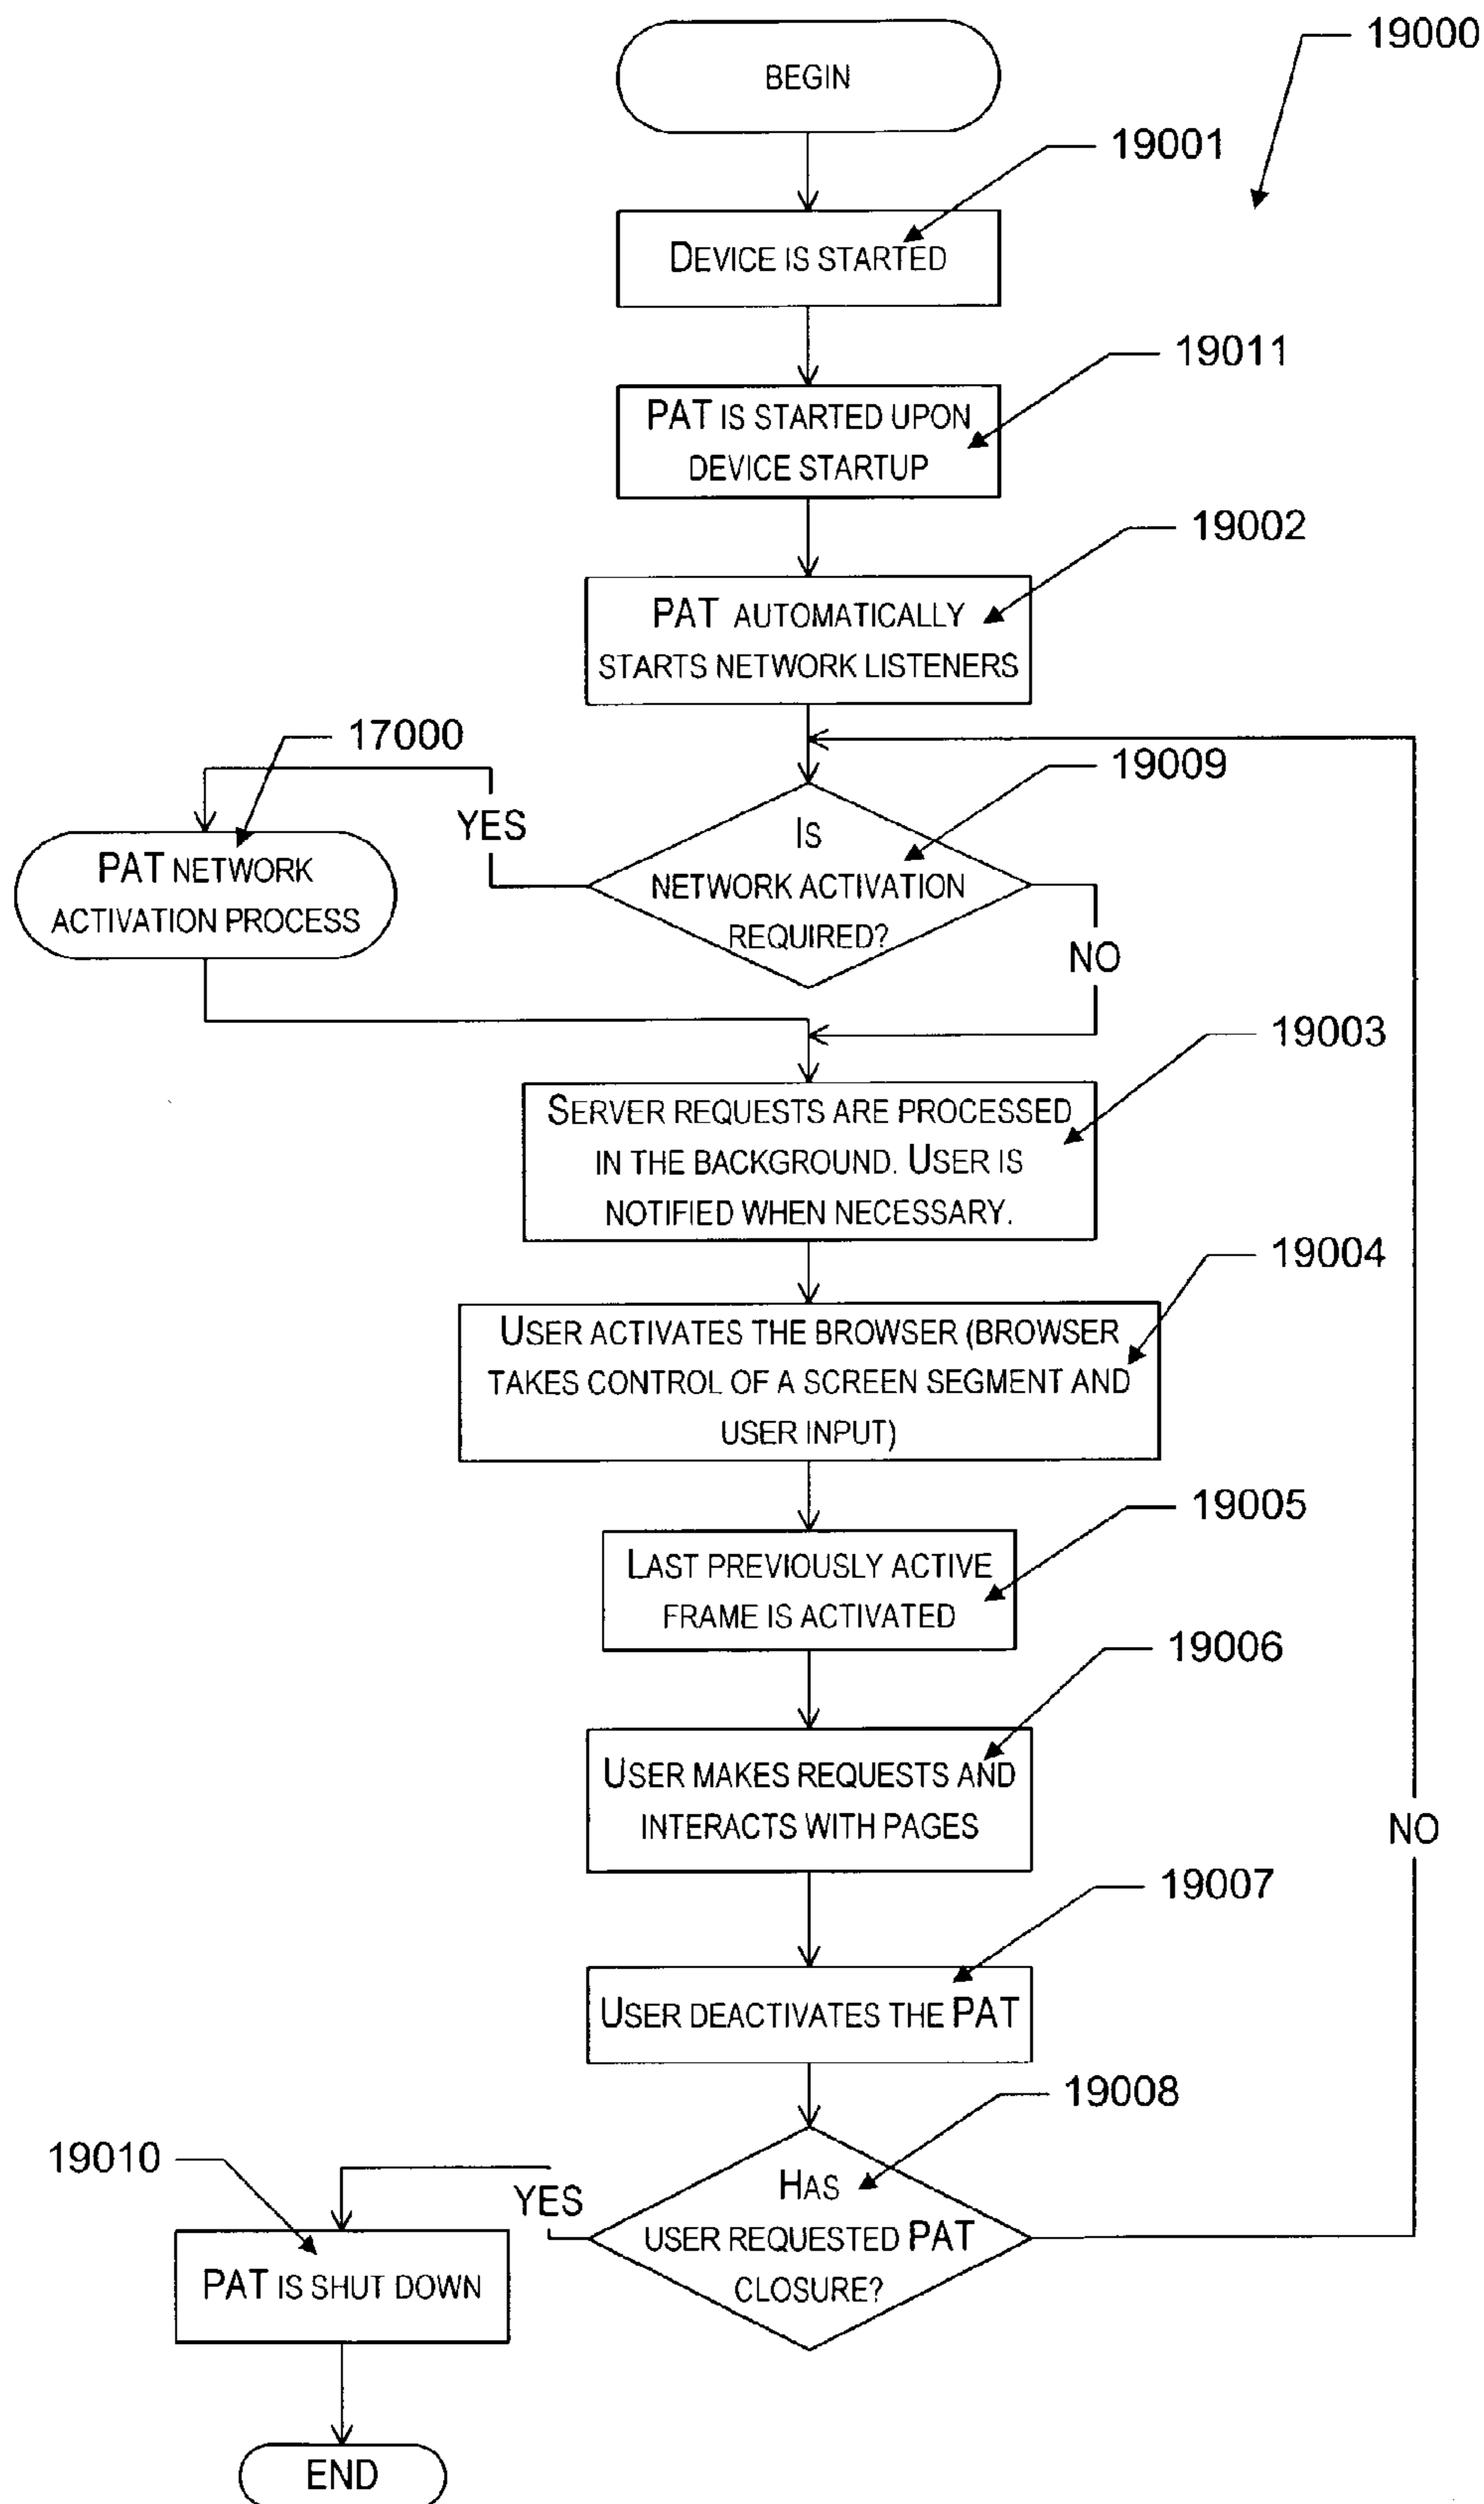 19000
BEGIN
19001
DEVICE IS STARTED
19011
PAT IS STARTED UPON
DEVICE STARTUP
19002
PAT AUTOMATICALLY
STARTS NETWORK LISTENERS
17000
19009
YES
IS
NETWORK ACTIVATION
REQUIRED?
PAT NETWORK
ACTIVATION PROCESS
NO
19003
SERVER REQUESTS ARE PROCESSED
IN THE BACKGROUND. USER IS
NOTIFIED WHEN NECESSARY.
19004
USER ACTIVATES THE BROWSER (BROWSER
TAKES CONTROL OF A SCREEN SEGMENT AND
USER INPUT)
19005
LAST PREVIOUSLY ACTIVE
FRAME IS ACTIVATED
19006
USER MAKES REQUESTS AND
INTERACTS WITH PAGES
NO
19007
USER DEACTIVATES THE PAT
19008
19010
YES
HAS
USER REQUESTED PAT
CLOSURE?
PAT IS SHUT DOWN
END